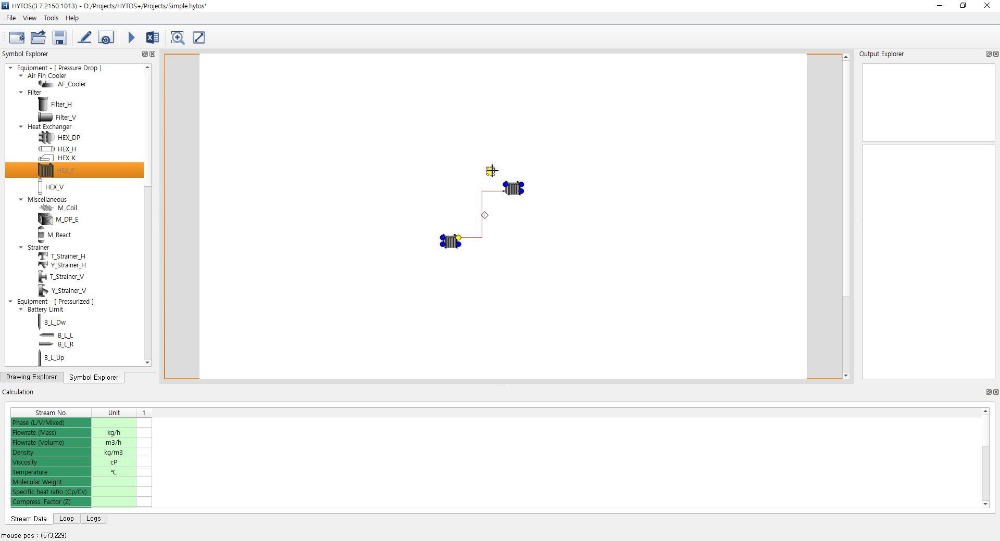 HYTOS(3.7.2150.1013) - D:/Projects/HYTOS+/Projects/Simple.hytos*
File View Tools Help
Symbol Explorer
Equipment - [ Pressure Drop ]
Air Fin Cooler
AF_Cooler
Filter
Filter_H
Filter_V
Heat Exchanger
HEX_DP
HEX_H
HEX_K
HEX_P
HEX_V
Miscellaneous
M_Coil
M_DP_E
M_React
Strainer
T_Strainer_H
Y_Strainer_H
T_Strainer_V
Y_Strainer_V
Equipment - [ Pressurized ]
Battery Limit
B_L_Dw
B_L_L
B_L_R
B_L_Up
Drawing Explorer Symbol Explorer
Output Explorer
Calculation
Stream No. Unit 1
Phase (L/V/Mixed)
Flowrate (Mass) kg/h
Flowrate (Volume) m3/h
Density kg/m3
Viscosity cP
Temperature ℃
Molecular Weight
Specific heat ratio (Cp/Cv)
Compress. Factor (Z)
Stream Data Loop Logs
mouse pos : (573,229)